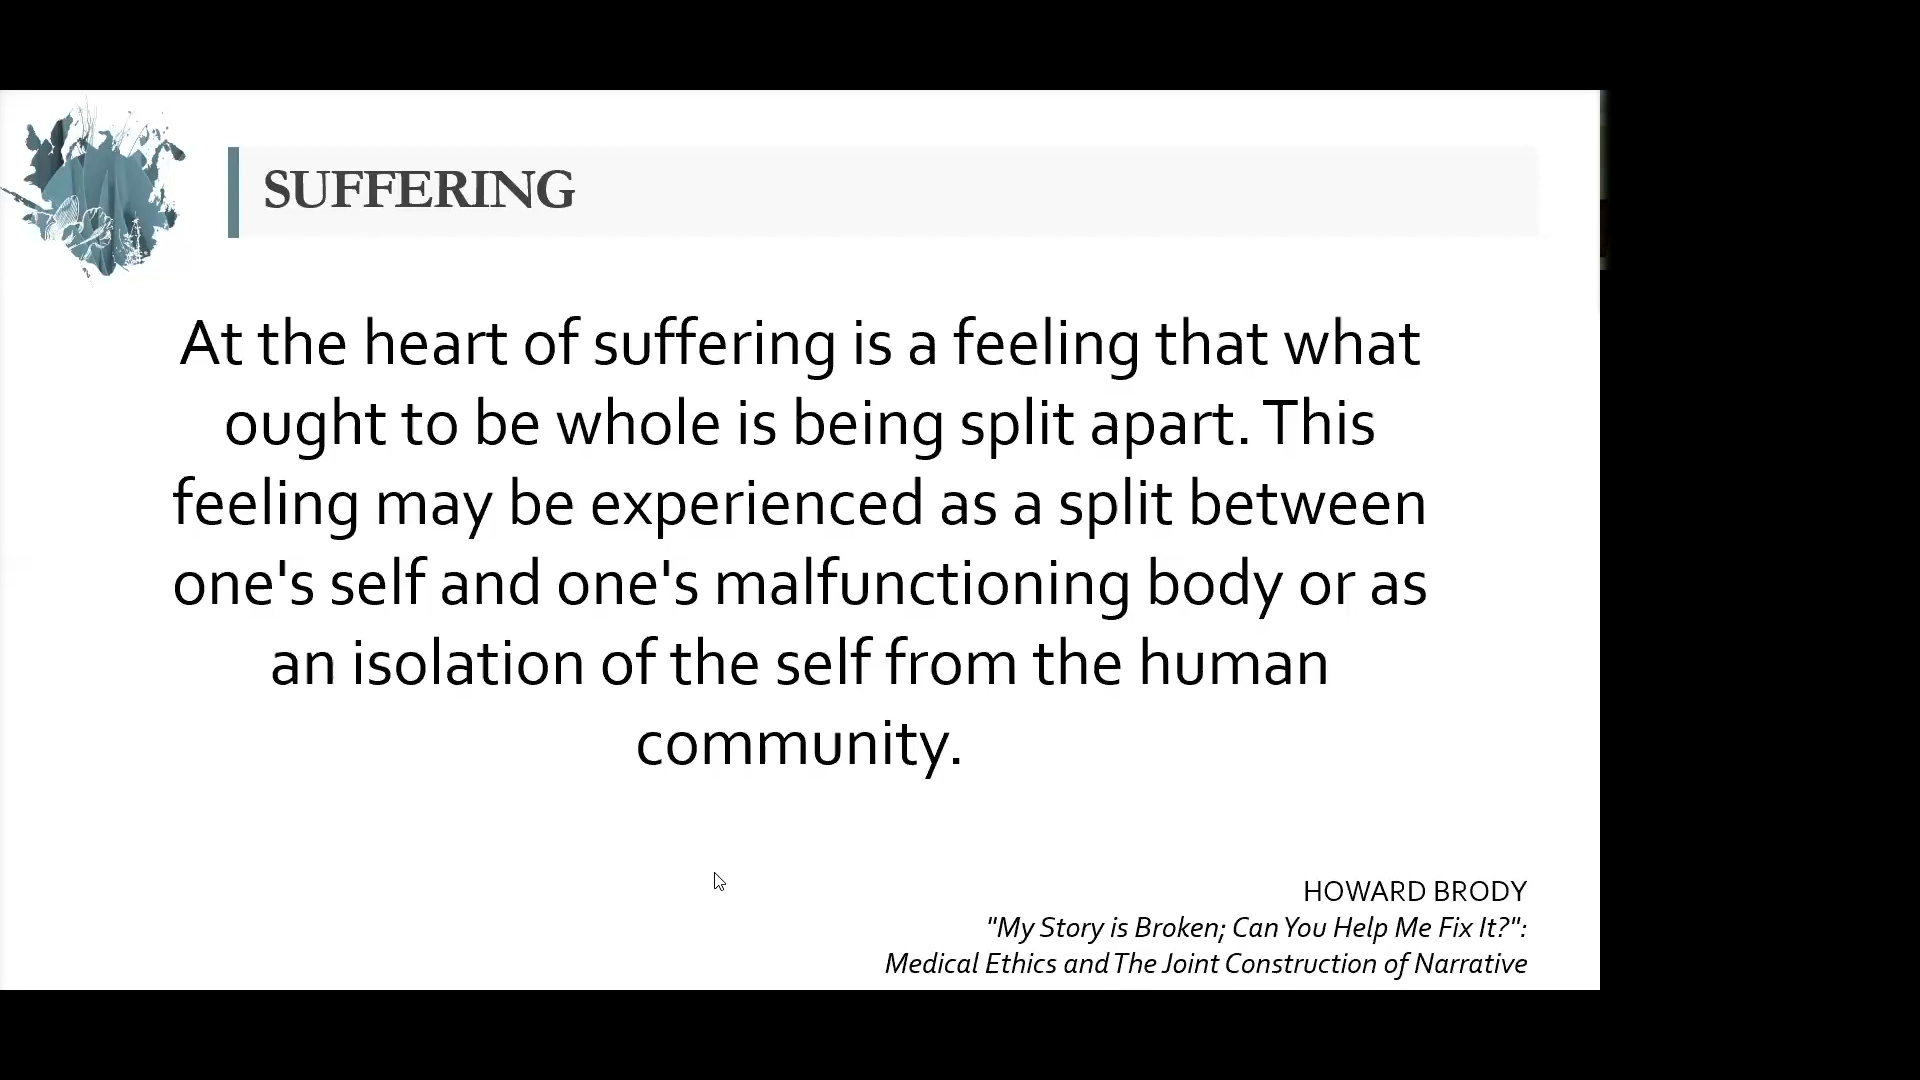 SUFFERING
At the heart of suffering is a feeling that what
ought to be whole is being split apart. This
feeling may be experienced as a split between
one's self and one's malfunctioning body or as
an isolation of the self from the human
community.
HOWARD BRODY
"My Story is Broken; Can You Help Me Fix It?":
Medical Ethics and The Joint Construction of Narrative